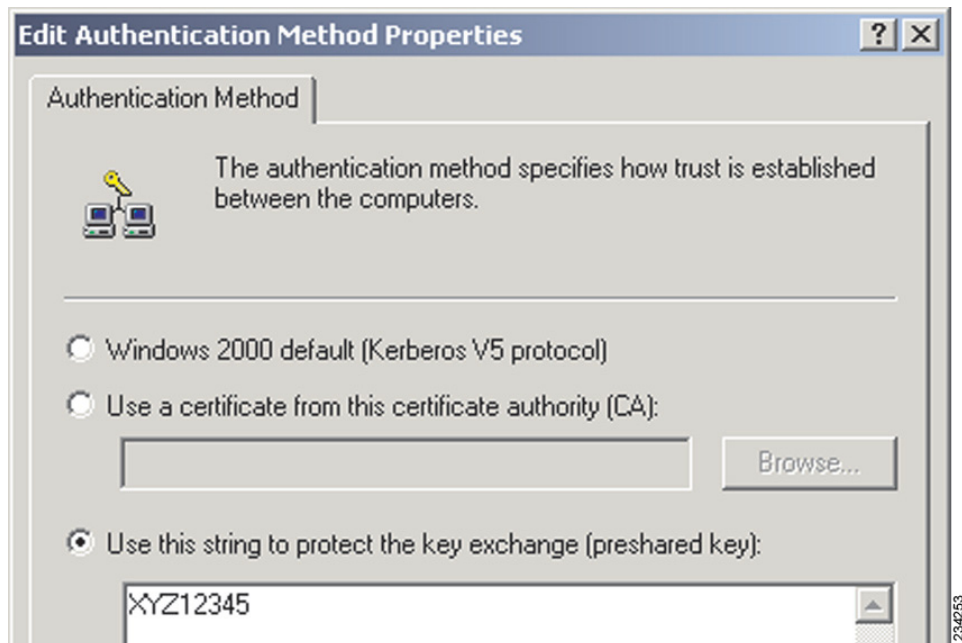 Edit Authentication Method Properties
Authentication Method
The authentication method specifies how trust is established
between the computers.
Windows 2000 default (Kerberos V5 protocol)
Use a certificate from this certificate authority (CA):
Browse...
Use this string to protect the key exchange (preshared key):
XYZ12345
234253